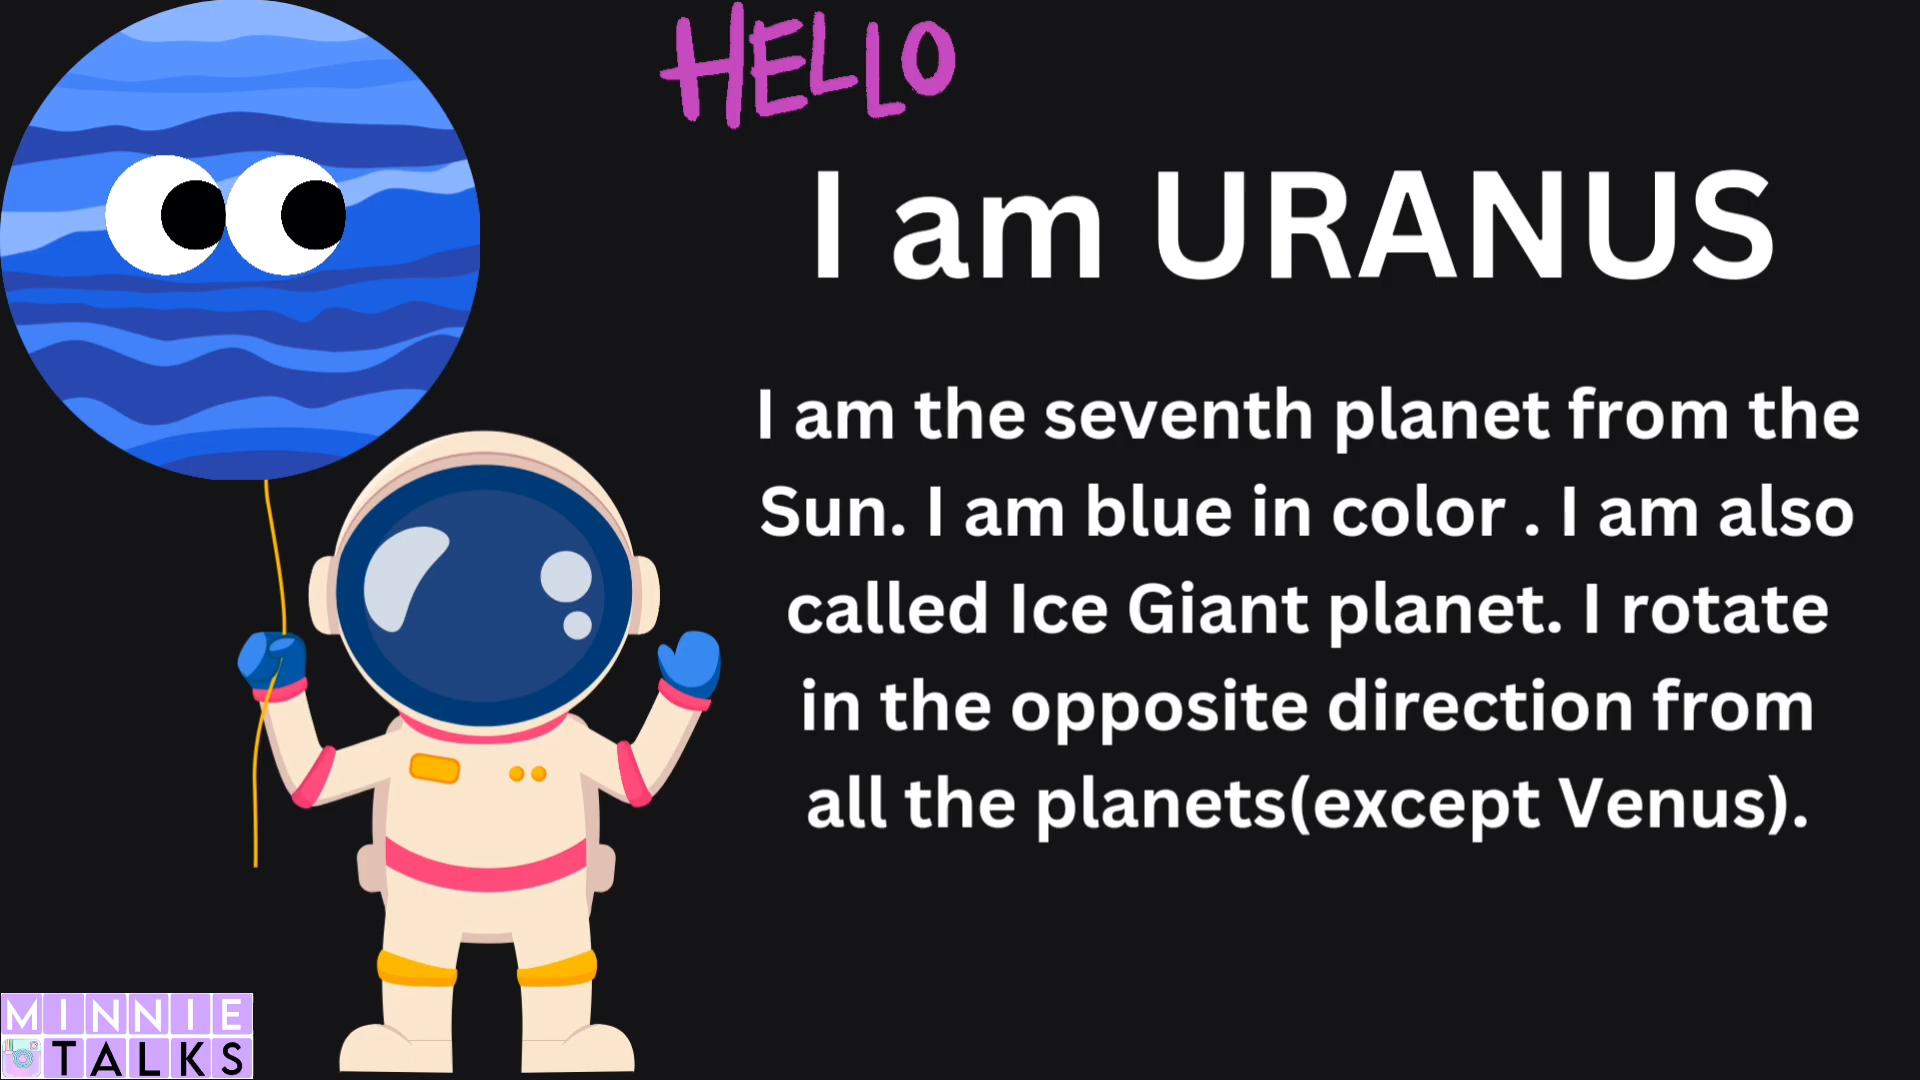 HELLO
I am URANUS
I am the seventh planet from the
Sun. I am blue in color . I am also
called Ice Giant planet. I rotate
in the opposite direction from
all the planets(except Venus).
MINNIE
TALKS